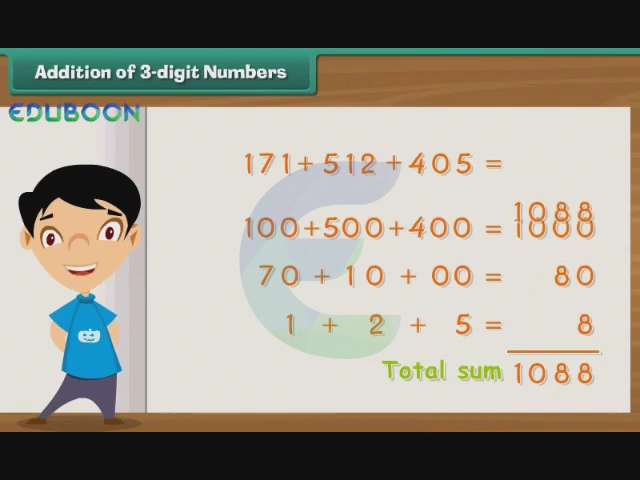 Addition of 3-digit Numbers
EDUBOON
171 + 512 + 405 =
1088
100 + 500 + 400 = 1000
70 + 10 + 00 = 80
1 + 2 + 5 = 8
Total sum 1088